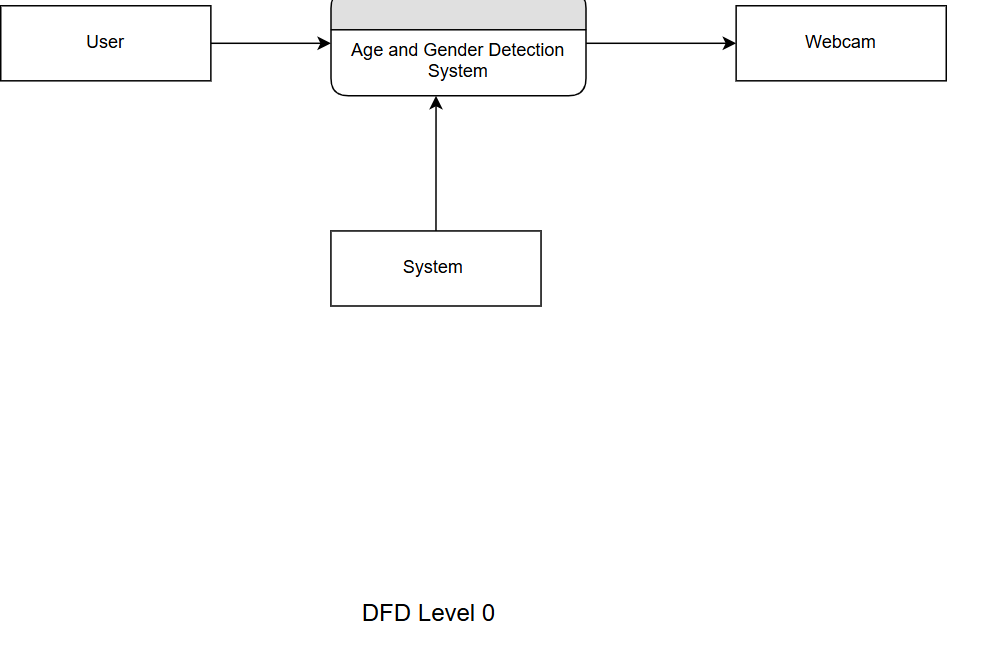 User
Age and Gender Detection
System
Webcam
System
DFD Level 0